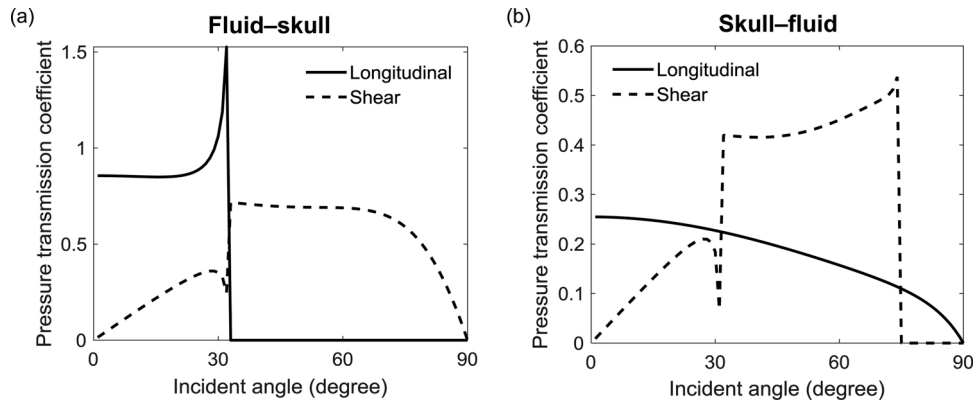 (a)
Fluid–skull
Pressure transmission coefficient
1.5
1
0.5
0
Longitudinal
Shear
0 30 60 90
Incident angle (degree)
(b)
Skull–fluid
Pressure transmission coefficient
0.6
0.5
0.4
0.3
0.2
0.1
0
Longitudinal
Shear
0 30 60 90
Incident angle (degree)